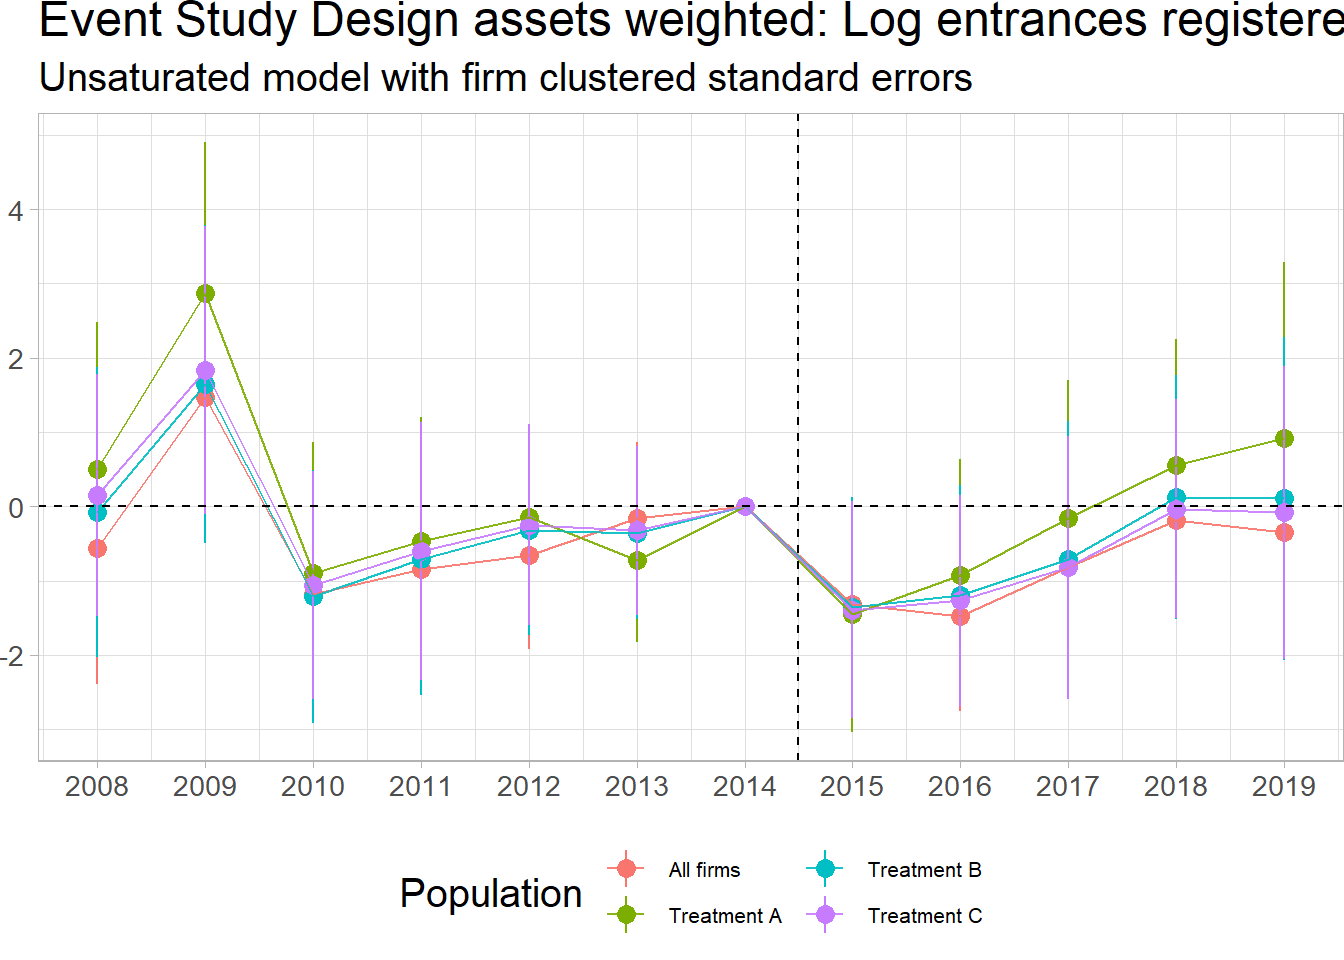 Event Study Design assets weighted: Log entrances registere
Unsaturated model with firm clustered standard errors
4
2
0
-2
2008 2009 2010 2011 2012 2013 2014 2015 2016 2017 2018 2019
Population
All firms
Treatment A
Treatment B
Treatment C